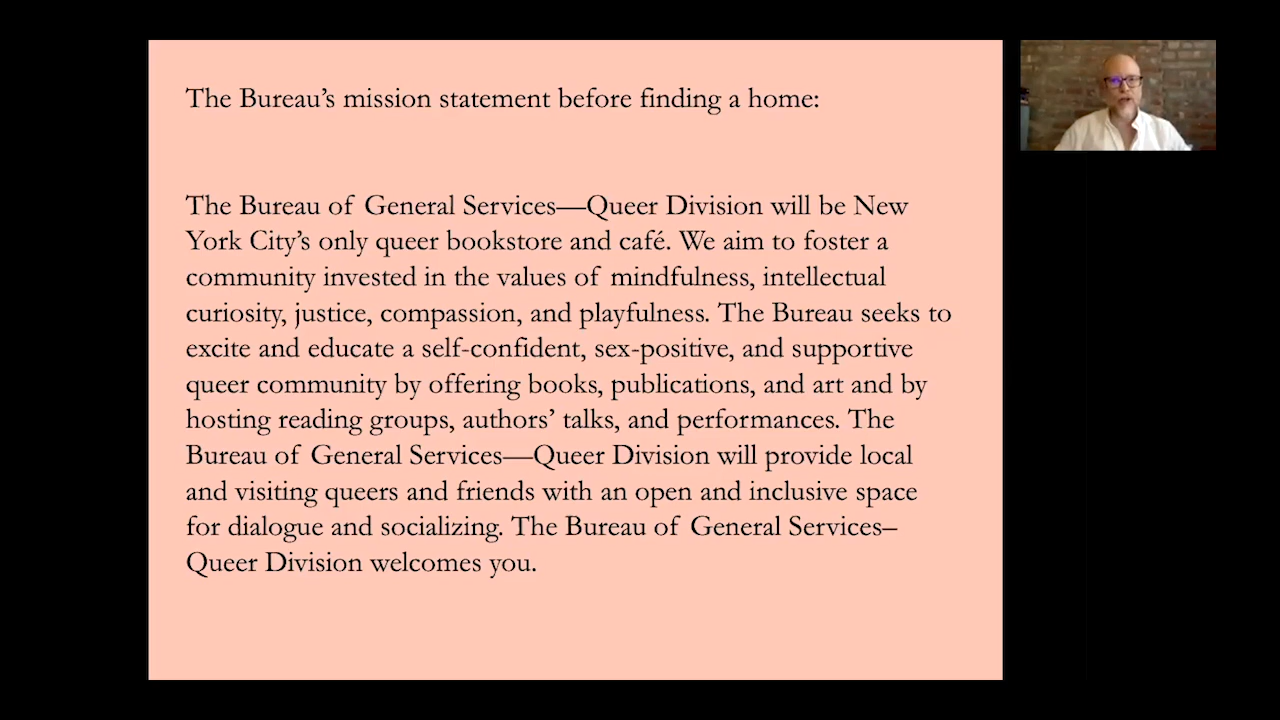 The Bureau’s mission statement before finding a home:
The Bureau of General Services—Queer Division will be New
York City’s only queer bookstore and café. We aim to foster a
community invested in the values of mindfulness, intellectual
curiosity, justice, compassion, and playfulness. The Bureau seeks to
excite and educate a self-confident, sex-positive, and supportive
queer community by offering books, publications, and art and by
hosting reading groups, authors’ talks, and performances. The
Bureau of General Services—Queer Division will provide local
and visiting queers and friends with an open and inclusive space
for dialogue and socializing. The Bureau of General Services–
Queer Division welcomes you.